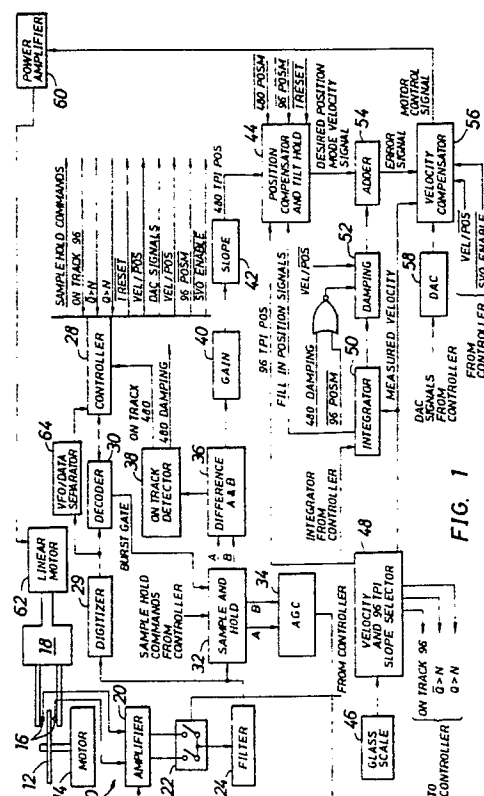 12
16
MOTOR
18
LINEAR
MOTOR
62
POWER
AMPLIFIER
60
20
AMPLIFIER
22
FILTER
24
29
DIGITIZER
VFO/DATA
SEPARATOR
64
DECODER
30
CONTROLLER
28
SAMPLE HOLD COMMANDS
ON TRACK 96
Q̄>N
Q>N
IRESET
VEL/POS
DAC SIGNALS
VEL/POS
96 POSM
SVO ENABLE
BURST GATE
SAMPLE HOLD
COMMANDS
FROM
CONTROLLER
32
SAMPLE AND
HOLD
A
B
A
B
AGC
34
ON TRACK
DETECTOR
38
ON TRACK
480
480 DAMPING
DIFFERENCE
A & B
36
GAIN
40
SLOPE
42
480 TPI POS
FROM CONTROLLER
96 TPI POS
FILL IN POSITION SIGNALS
POSITION
COMPENSATOR
AND TILT HOLD
44
480 POSM
96 POSM
IRESET
DESIRED POSITION
MODE VELOCITY
SIGNAL
480 DAMPING
96 POSM
VEL/POS
INTEGRATOR
FROM
CONTROLLER
INTEGRATOR
50
DAMPING
52
ADDER
54
ERROR
SIGNAL
MOTOR
CONTROL
SIGNAL
MEASURED VELOCITY
GLASS
SCALE
46
VELOCITY
AND 96 TPI
SLOPE SELECTOR
48
DAC
SIGNALS
FROM
CONTROLLER
DAC
58
VELOCITY
COMPENSATOR
56
TO
CONTROLLER
ON TRACK 96
Q̄>N
Q>N
FROM
CONTROLLER
VEL/POS
SVO ENABLE
FIG. 1